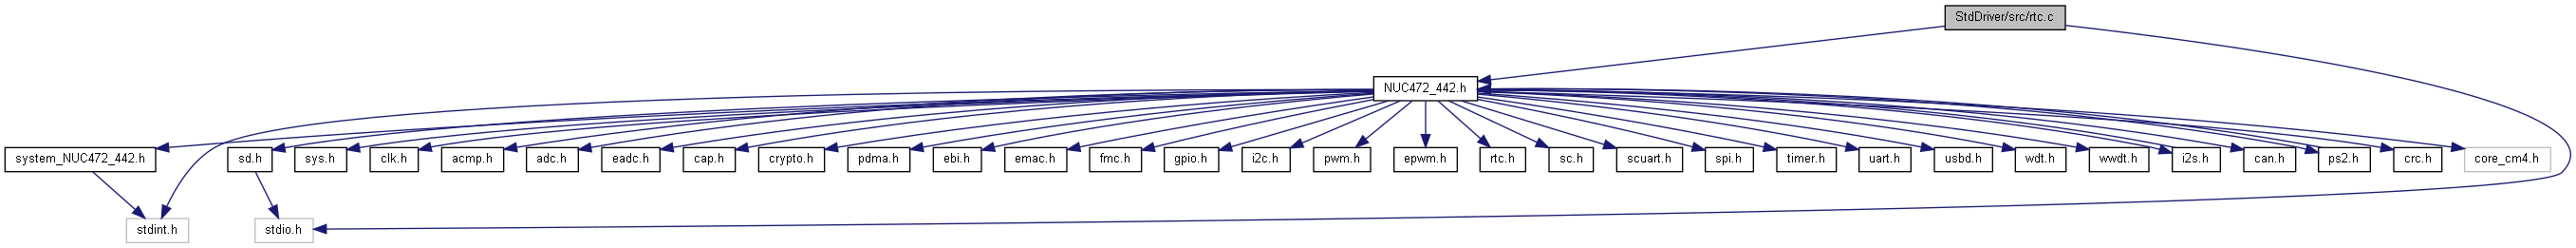 StdDriver/src/rtc.c
NUC472_442.h
system_NUC472_442.h
sd.h
sys.h
clk.h
acmp.h
adc.h
eadc.h
cap.h
crypto.h
pdma.h
ebi.h
emac.h
fmc.h
gpio.h
i2c.h
pwm.h
epwm.h
rtc.h
sc.h
scuart.h
spi.h
timer.h
uart.h
usbd.h
wdt.h
wwdt.h
i2s.h
can.h
ps2.h
crc.h
core_cm4.h
stdint.h
stdio.h